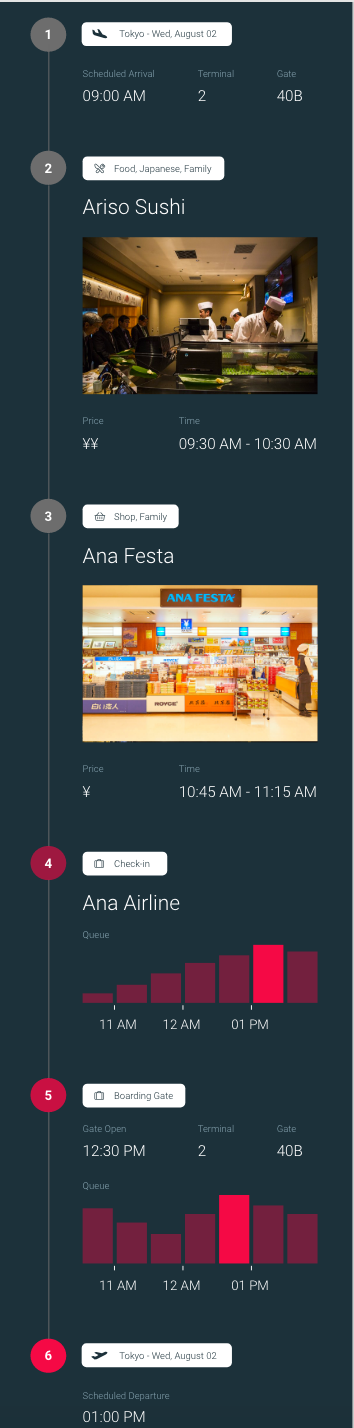 1
Tokyo - Wed, August 02
Scheduled Arrival Terminal Gate
09:00 AM 2 40B
2
Food, Japanese, Family
Ariso Sushi
Price Time
¥¥ 09:30 AM - 10:30 AM
3
Shop, Family
Ana Festa
ANA FESTA
¥
白い恋人 ROYCE'
Price Time
¥ 10:45 AM - 11:15 AM
4
Check-in
Ana Airline
Queue
11 AM 12 AM 01 PM
5
Boarding Gate
Gate Open Terminal Gate
12:30 PM 2 40B
Queue
11 AM 12 AM 01 PM
6
Tokyo - Wed, August 02
Scheduled Departure
01:00 PM